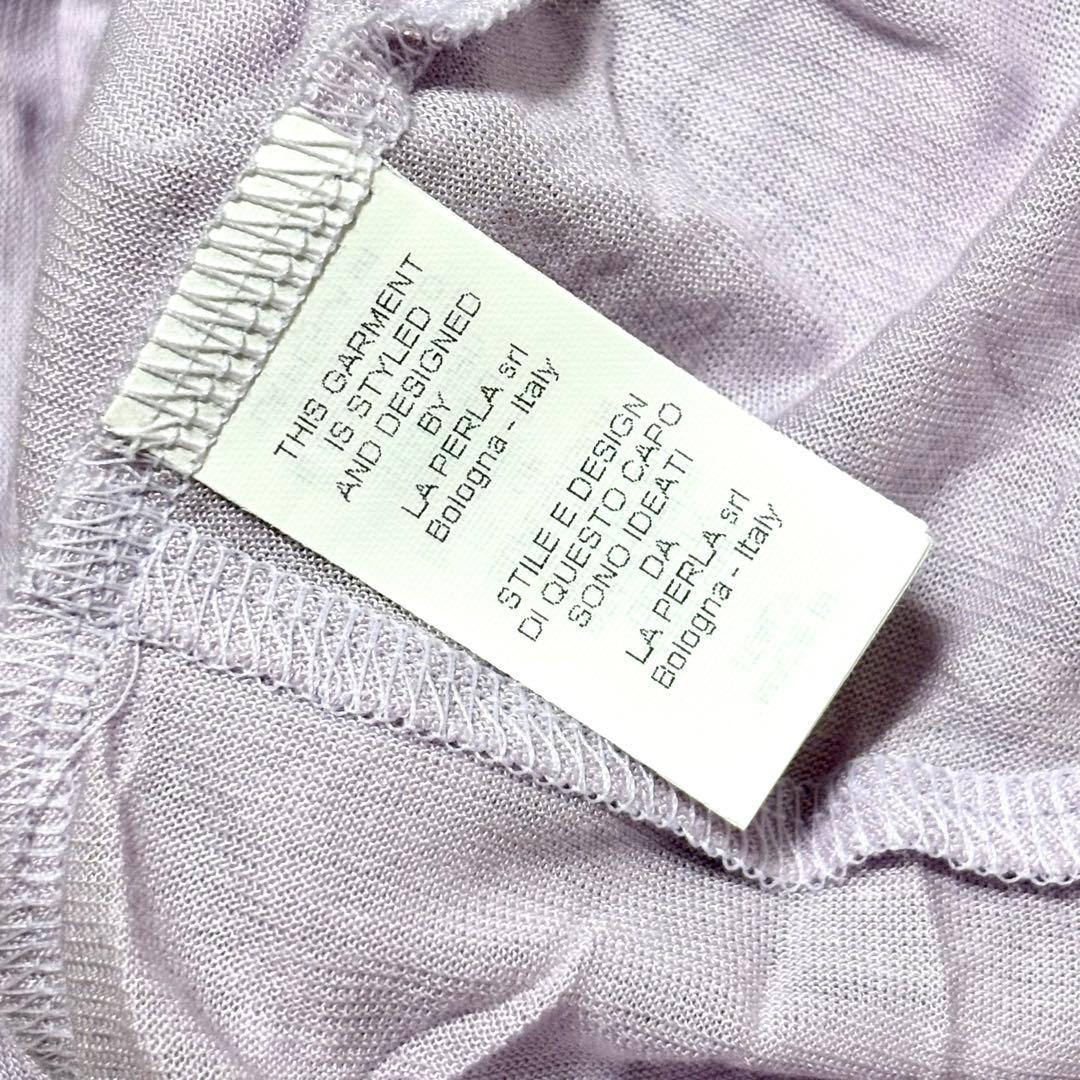 THIS GARMENT
IS STYLED
AND DESIGNED
BY
LA PERLA srl
Bologna - Italy
STILE E DESIGN
DI QUESTO CAPO
SONO IDEATI
DA
LA PERLA srl
Bologna - Italy